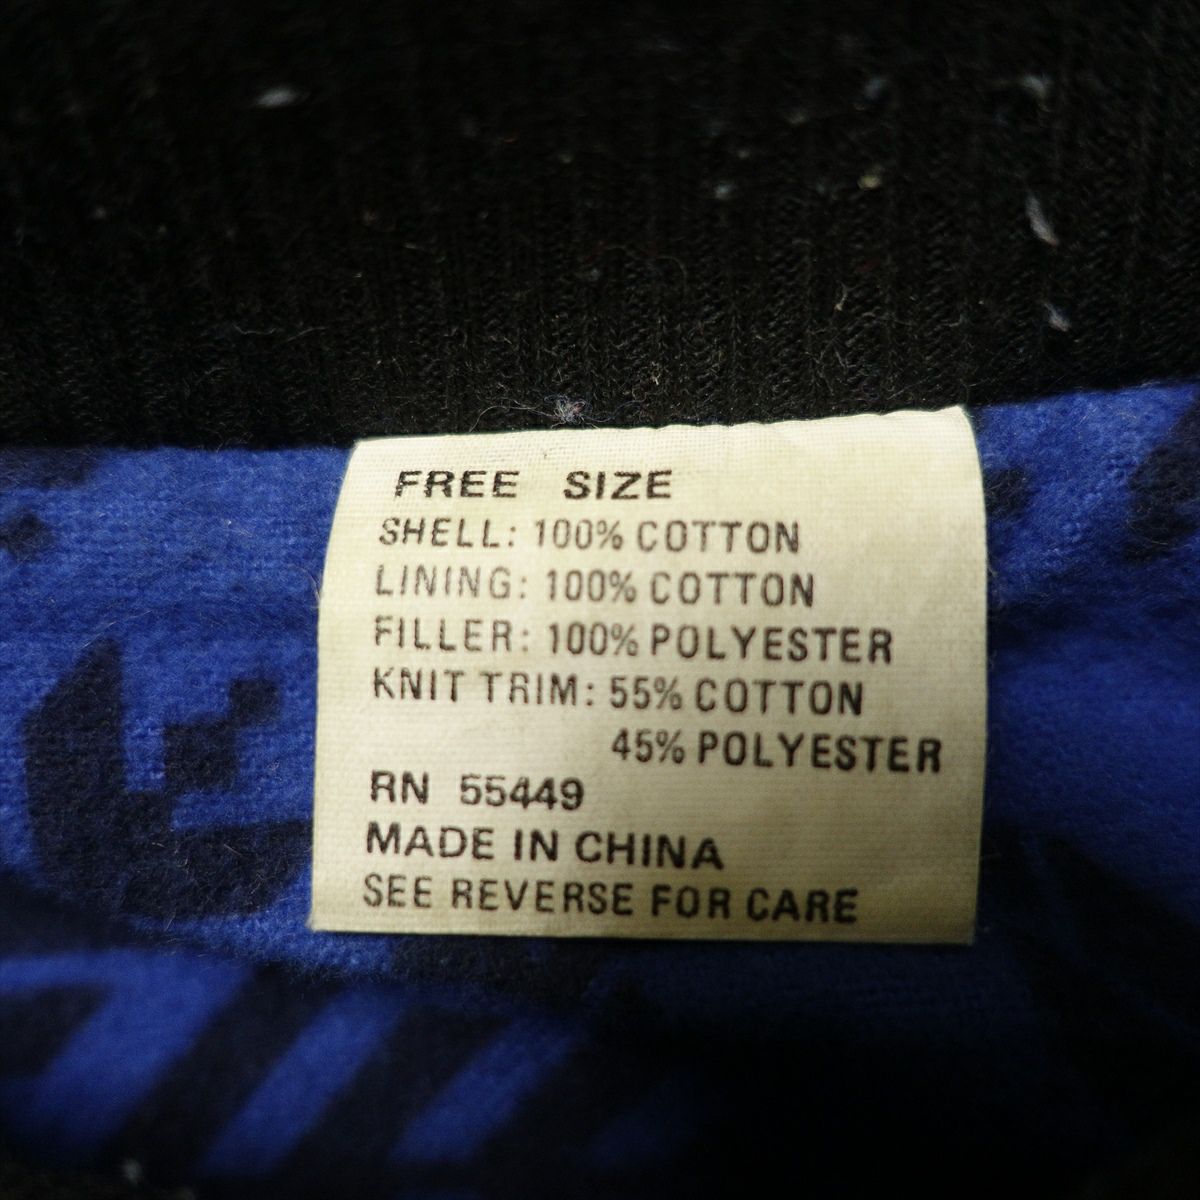 FREE SIZE
SHELL: 100% COTTON
LINING: 100% COTTON
FILLER: 100% POLYESTER
KNIT TRIM: 55% COTTON
45% POLYESTER
RN 55449
MADE IN CHINA
SEE REVERSE FOR CARE